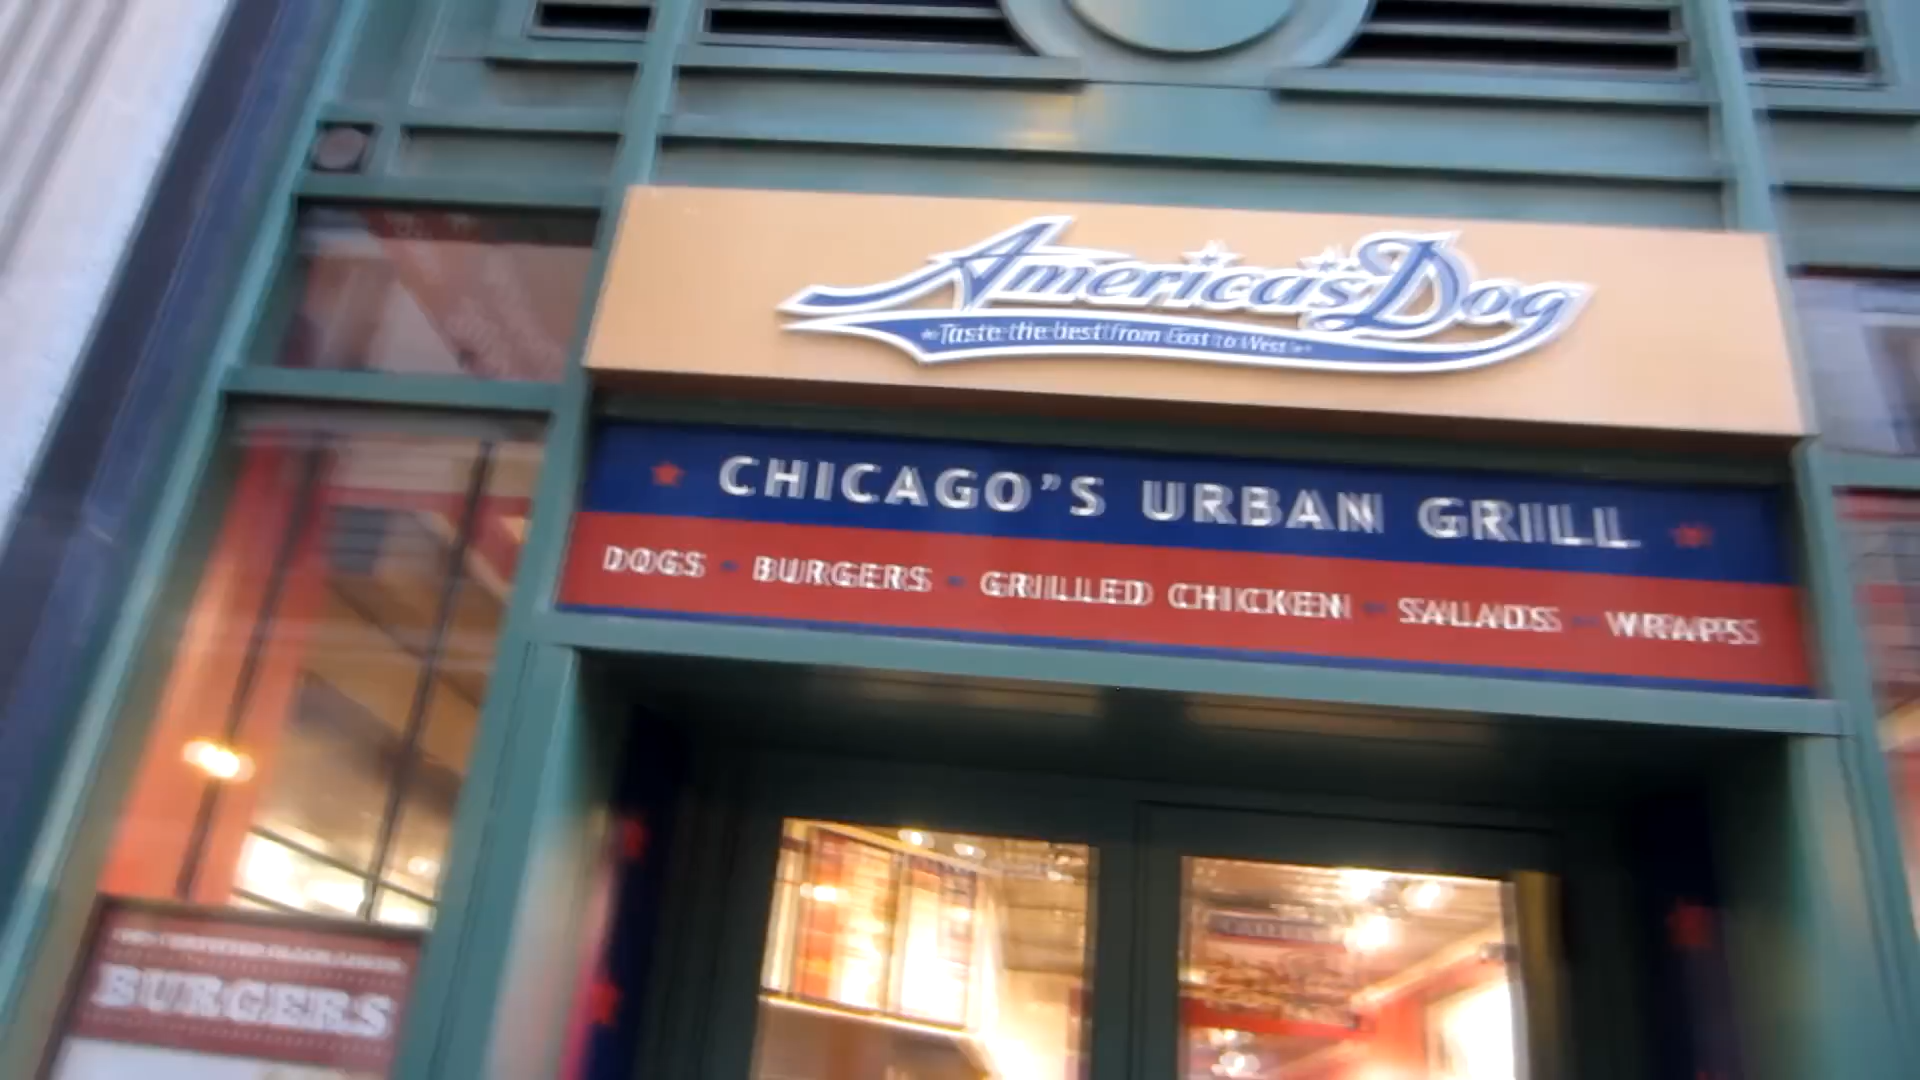 America's Dog
Taste the best from East to West
CHICAGO'S URBAN GRILL
DOGS - BURGERS - GRILLED CHICKEN - SALADS - WRAPS
BURGERS